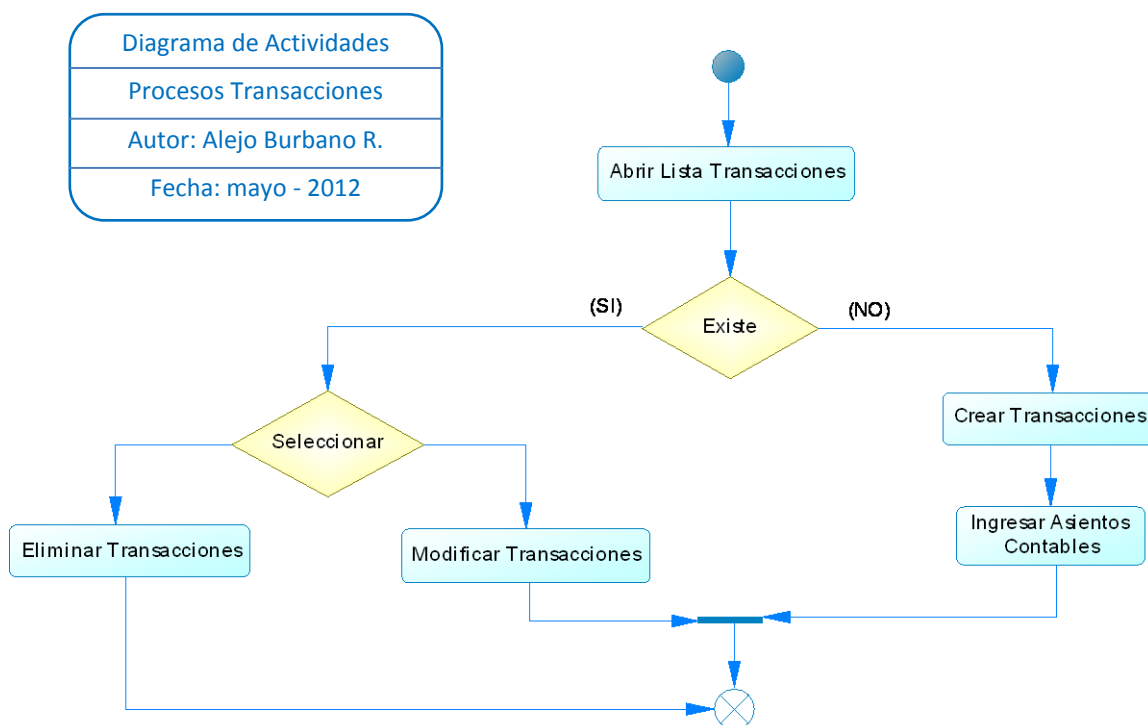 Diagrama de Actividades
Procesos Transacciones
Autor: Alejo Burbano R.
Fecha: mayo - 2012
Abrir Lista Transacciones
(SI)
Existe
(NO)
Seleccionar
Crear Transacciones
Eliminar Transacciones
Modificar Transacciones
Ingresar Asientos
Contables